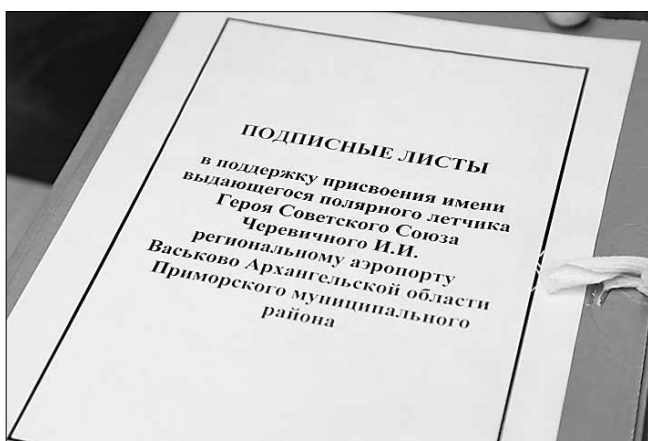 ПОДПИСНЫЕ ЛИСТЫ
в поддержку присвоения имени
выдающегося полярного летчика
Героя Советского Союза
Черевичного И.И.
региональному аэропорту
Васьково Архангельской области
Приморского муниципального
района